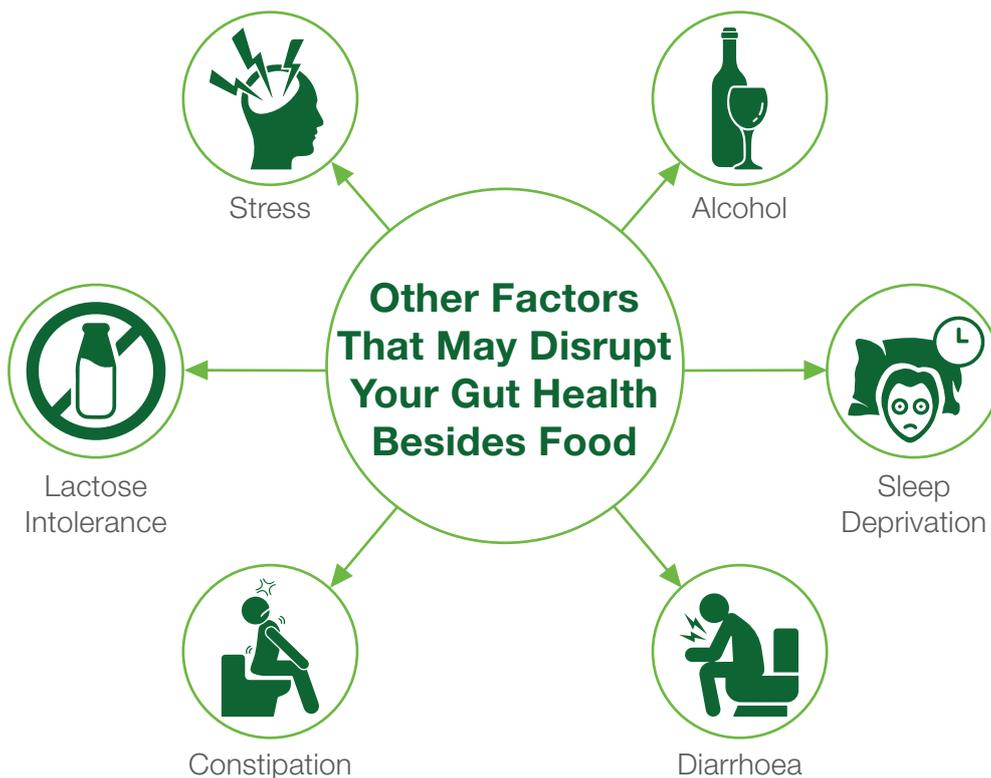 Stress
Alcohol
Other Factors
That May Disrupt
Your Gut Health
Besides Food
Lactose
Intolerance
Sleep
Deprivation
Constipation
Diarrhoea